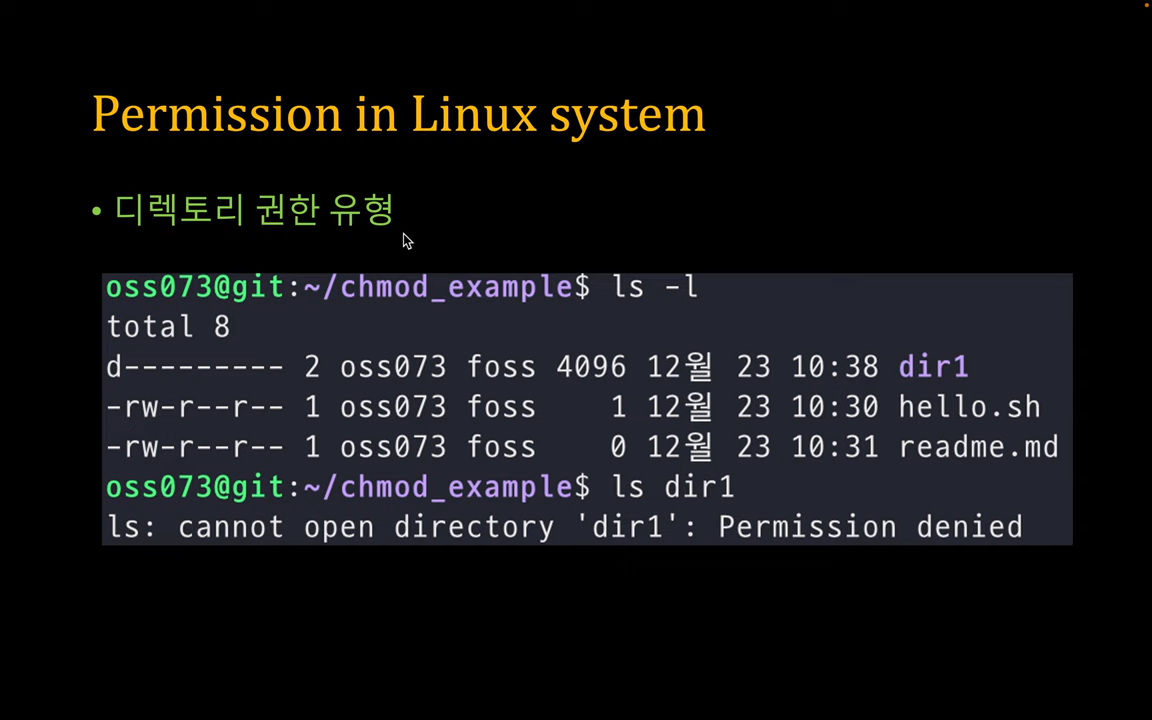 Permission in Linux system
• 디렉토리 권한 유형
oss073@git:~/chmod_example$ ls -l
total 8
d--------- 2 oss073 foss 4096 12월 23 10:38 dir1
-rw-r--r-- 1 oss073 foss    1 12월 23 10:30 hello.sh
-rw-r--r-- 1 oss073 foss    0 12월 23 10:31 readme.md
oss073@git:~/chmod_example$ ls dir1
ls: cannot open directory 'dir1': Permission denied